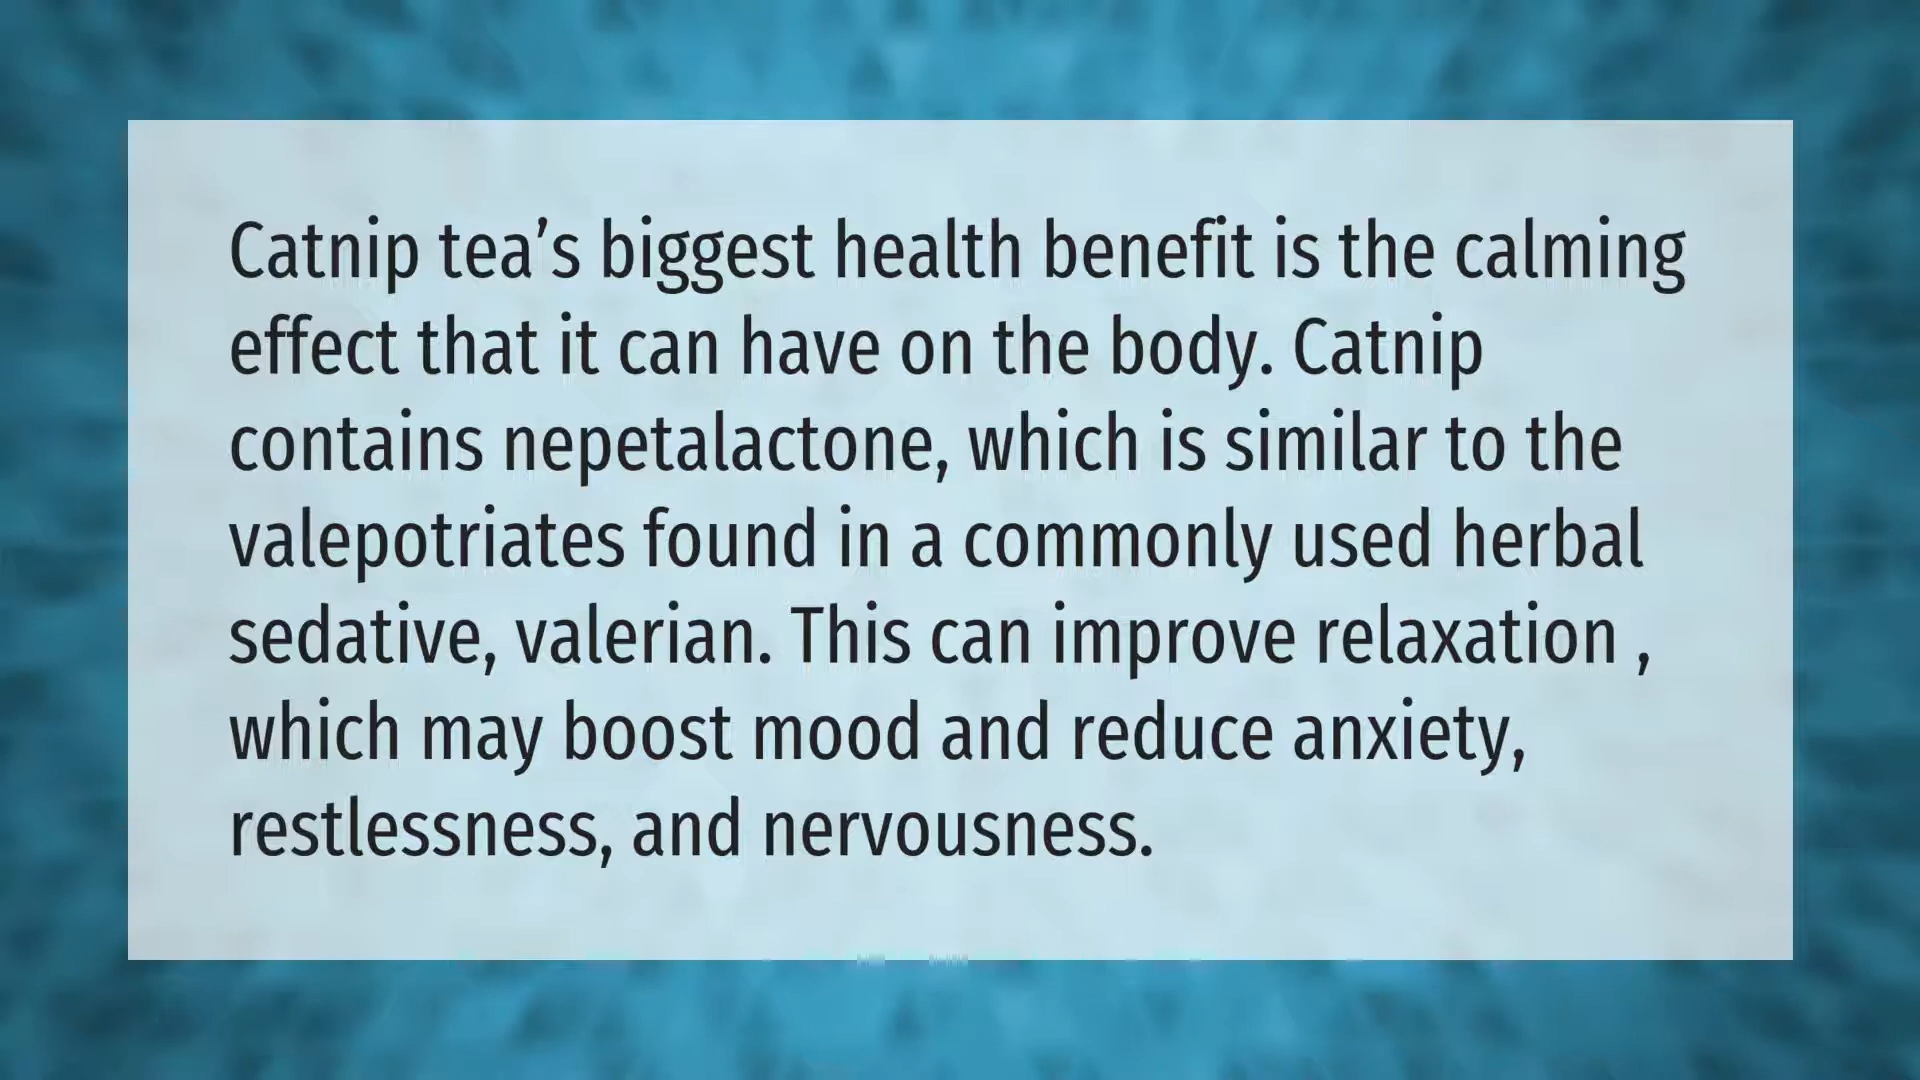 Catnip tea’s biggest health benefit is the calming
effect that it can have on the body. Catnip
contains nepetalactone, which is similar to the
valepotriates found in a commonly used herbal
sedative, valerian. This can improve relaxation ,
which may boost mood and reduce anxiety,
restlessness, and nervousness.